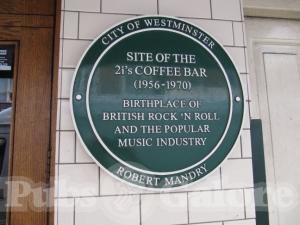 CITY OF WESTMINSTER
SITE OF THE
2i's COFFEE BAR
(1956-1970)
BIRTHPLACE OF
BRITISH ROCK 'N ROLL
AND THE POPULAR
MUSIC INDUSTRY
ROBERT MANDRY
Pubs Galore